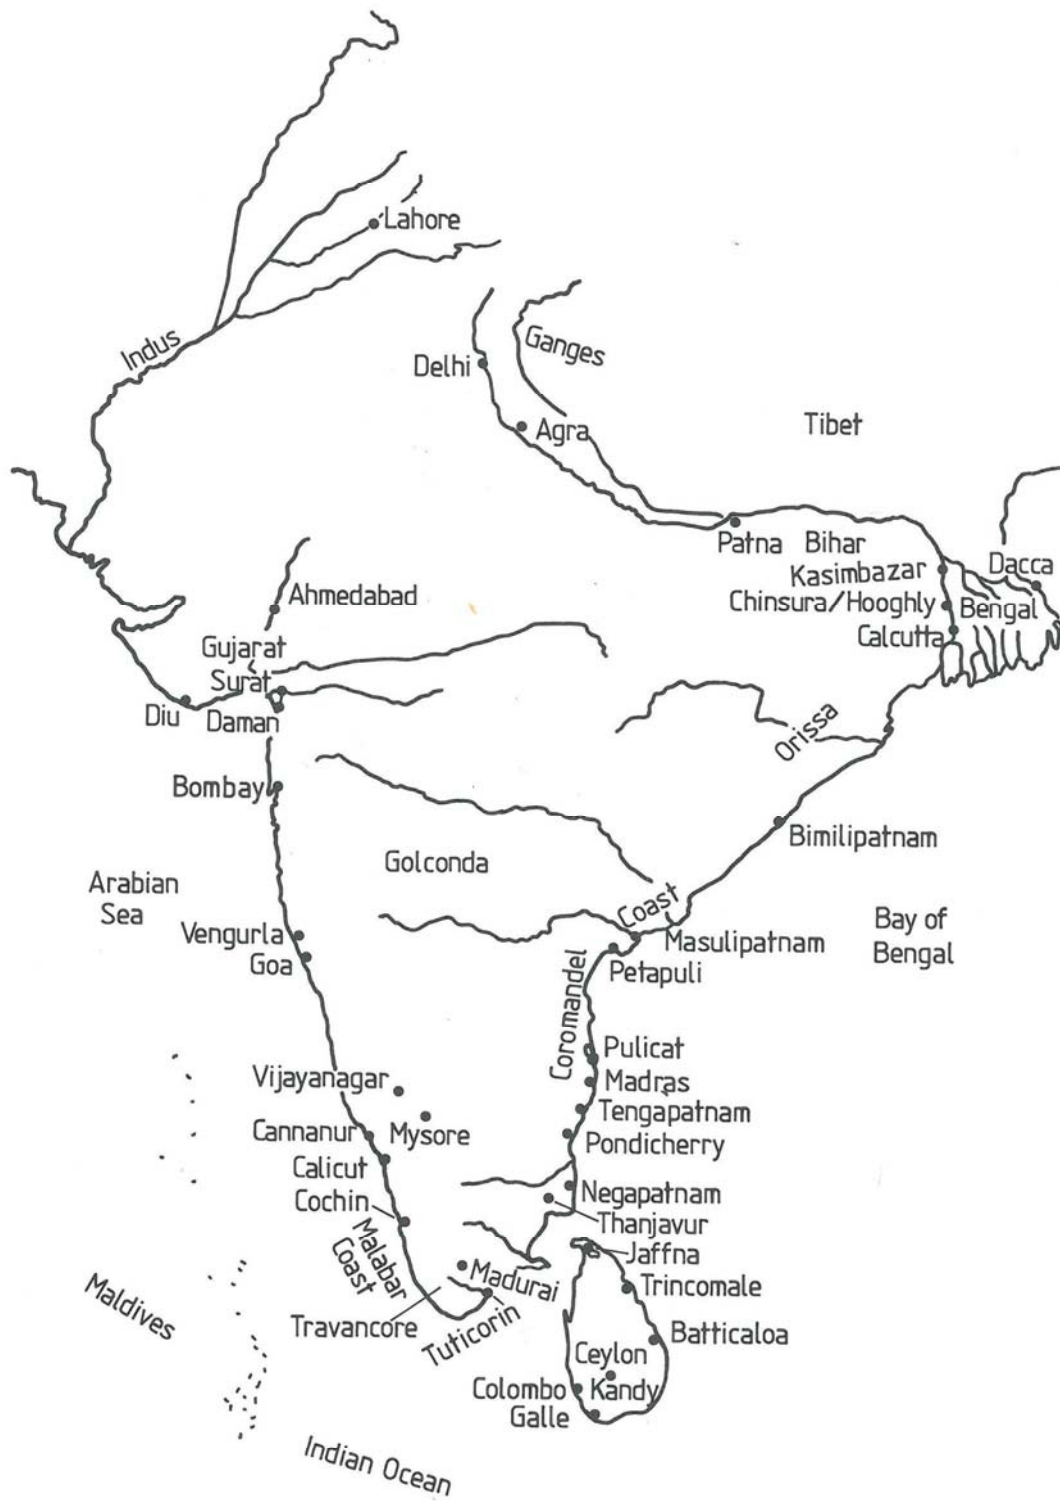 Lahore
Indus
Ganges
Delhi
Agra
Tibet
Patna
Bihar
Kasimbazar
Dacca
Chinsura/Hooghly
Bengal
Calcutta
Ahmedabad
Gujarat
Surat
Diu
Daman
Orissa
Bombay
Bimilipatnam
Golconda
Arabian
Sea
Coast
Bay of
Bengal
Vengurla
Masulipatnam
Goa
Petapuli
Coromandel
Pulicat
Vijayanagar
Madras
Tengapatnam
Cannanur
Mysore
Pondicherry
Calicut
Cochin
Negapatnam
Thanjavur
Malabar
Coast
Jaffna
Madurai
Trincomale
Maldives
Travancore
Tuticorin
Batticaloa
Ceylon
Colombo
Kandy
Galle
Indian Ocean